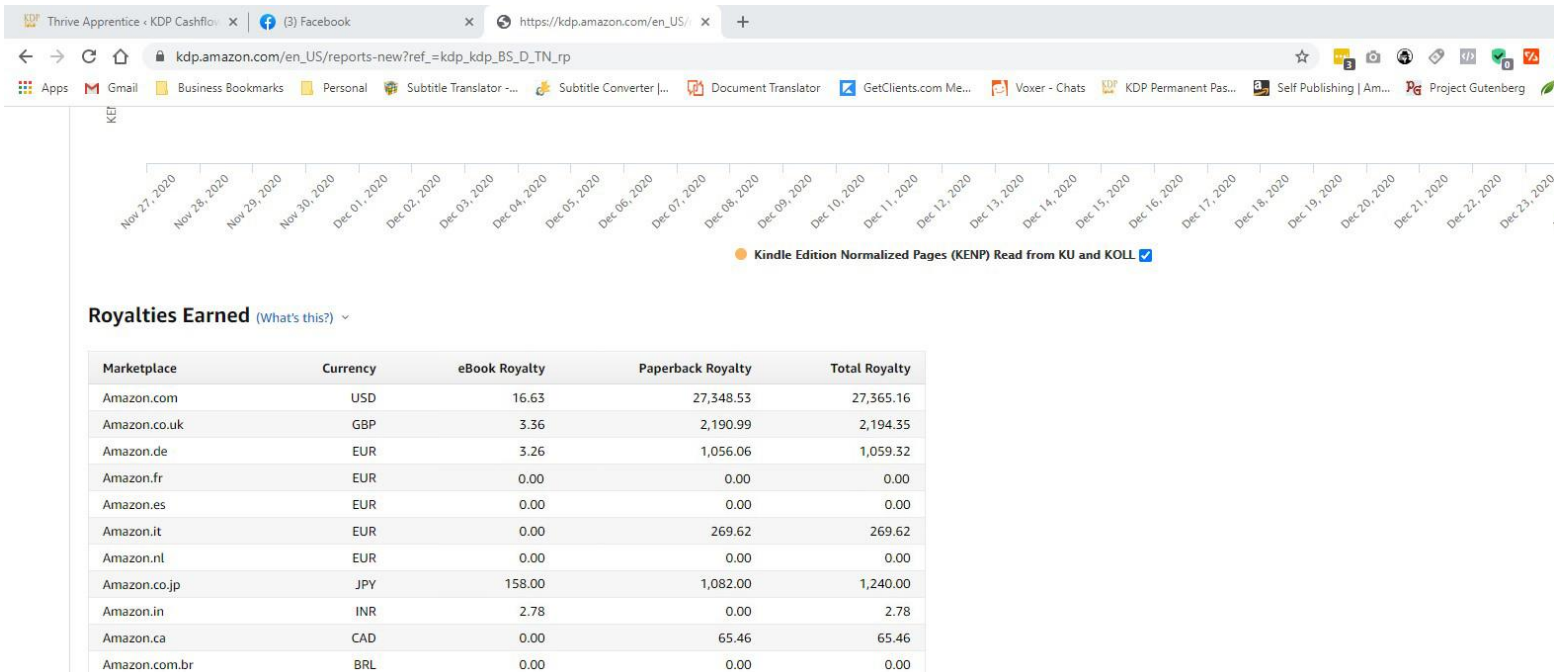 Thrive Apprentice ‹ KDP Cashflow
(3) Facebook
https://kdp.amazon.com/en_US/
kdp.amazon.com/en_US/reports-new?ref_=kdp_kdp_BS_D_TN_rp
3
0
Apps Gmail Business Bookmarks Personal Subtitle Translator -... Subtitle Converter |... Document Translator GetClients.com Me... Voxer - Chats KDP Permanent Pas... Self Publishing | Am... Project Gutenberg
Nov 27, 2020 Nov 28, 2020 Nov 29, 2020 Nov 30, 2020 Dec 01, 2020 Dec 02, 2020 Dec 03, 2020 Dec 04, 2020 Dec 05, 2020 Dec 06, 2020 Dec 07, 2020 Dec 08, 2020 Dec 09, 2020 Dec 10, 2020 Dec 11, 2020 Dec 12, 2020 Dec 13, 2020 Dec 14, 2020 Dec 15, 2020 Dec 16, 2020 Dec 17, 2020 Dec 18, 2020 Dec 19, 2020 Dec 20, 2020 Dec 21, 2020 Dec 22, 2020 Dec 23, 2020
Kindle Edition Normalized Pages (KENP) Read from KU and KOLL
Royalties Earned (What's this?)
Marketplace Currency eBook Royalty Paperback Royalty Total Royalty
Amazon.com USD 16.63 27,348.53 27,365.16
Amazon.co.uk GBP 3.36 2,190.99 2,194.35
Amazon.de EUR 3.26 1,056.06 1,059.32
Amazon.fr EUR 0.00 0.00 0.00
Amazon.es EUR 0.00 0.00 0.00
Amazon.it EUR 0.00 269.62 269.62
Amazon.nl EUR 0.00 0.00 0.00
Amazon.co.jp JPY 158.00 1,082.00 1,240.00
Amazon.in INR 2.78 0.00 2.78
Amazon.ca CAD 0.00 65.46 65.46
Amazon.com.br BRL 0.00 0.00 0.00